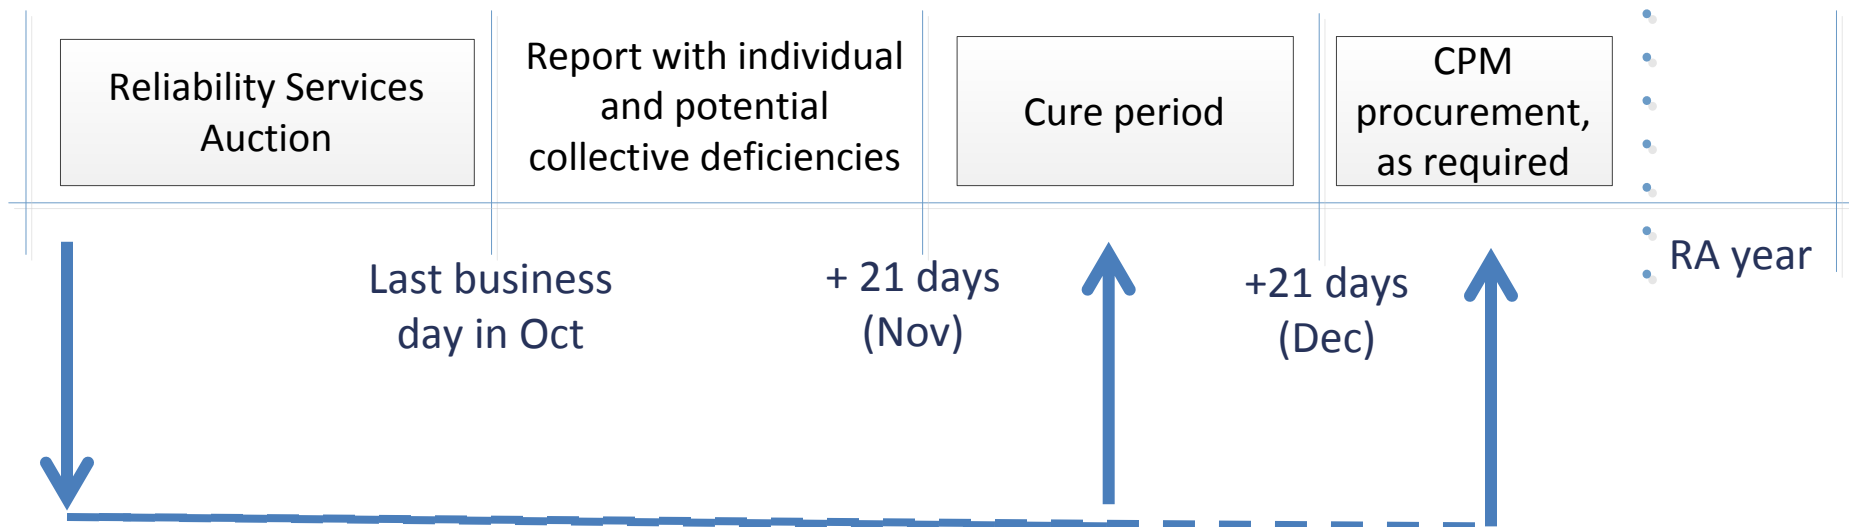 Reliability Services
Auction
Report with individual
and potential
collective deficiencies
Cure period
CPM
procurement,
as required
Last business
day in Oct
+ 21 days
(Nov)
+21 days
(Dec)
RA year